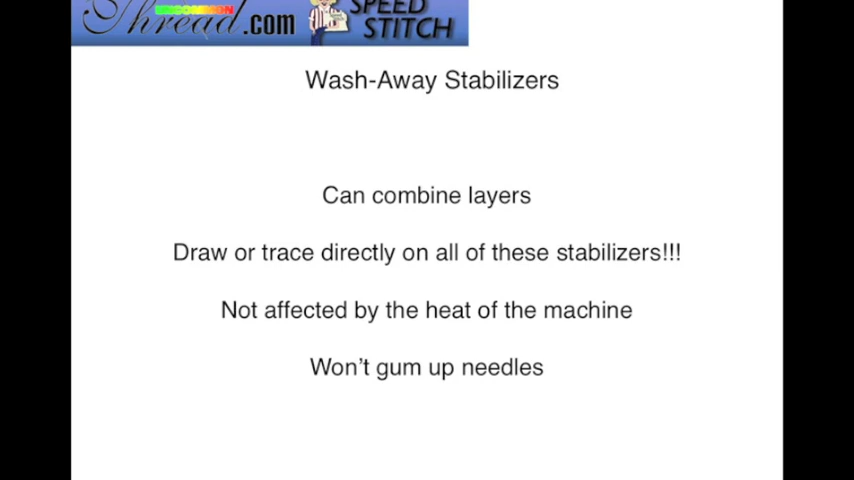 UNCOMMON
Thread.com
SPEED
STITCH
Wash-Away Stabilizers
Can combine layers
Draw or trace directly on all of these stabilizers!!!
Not affected by the heat of the machine
Won't gum up needles